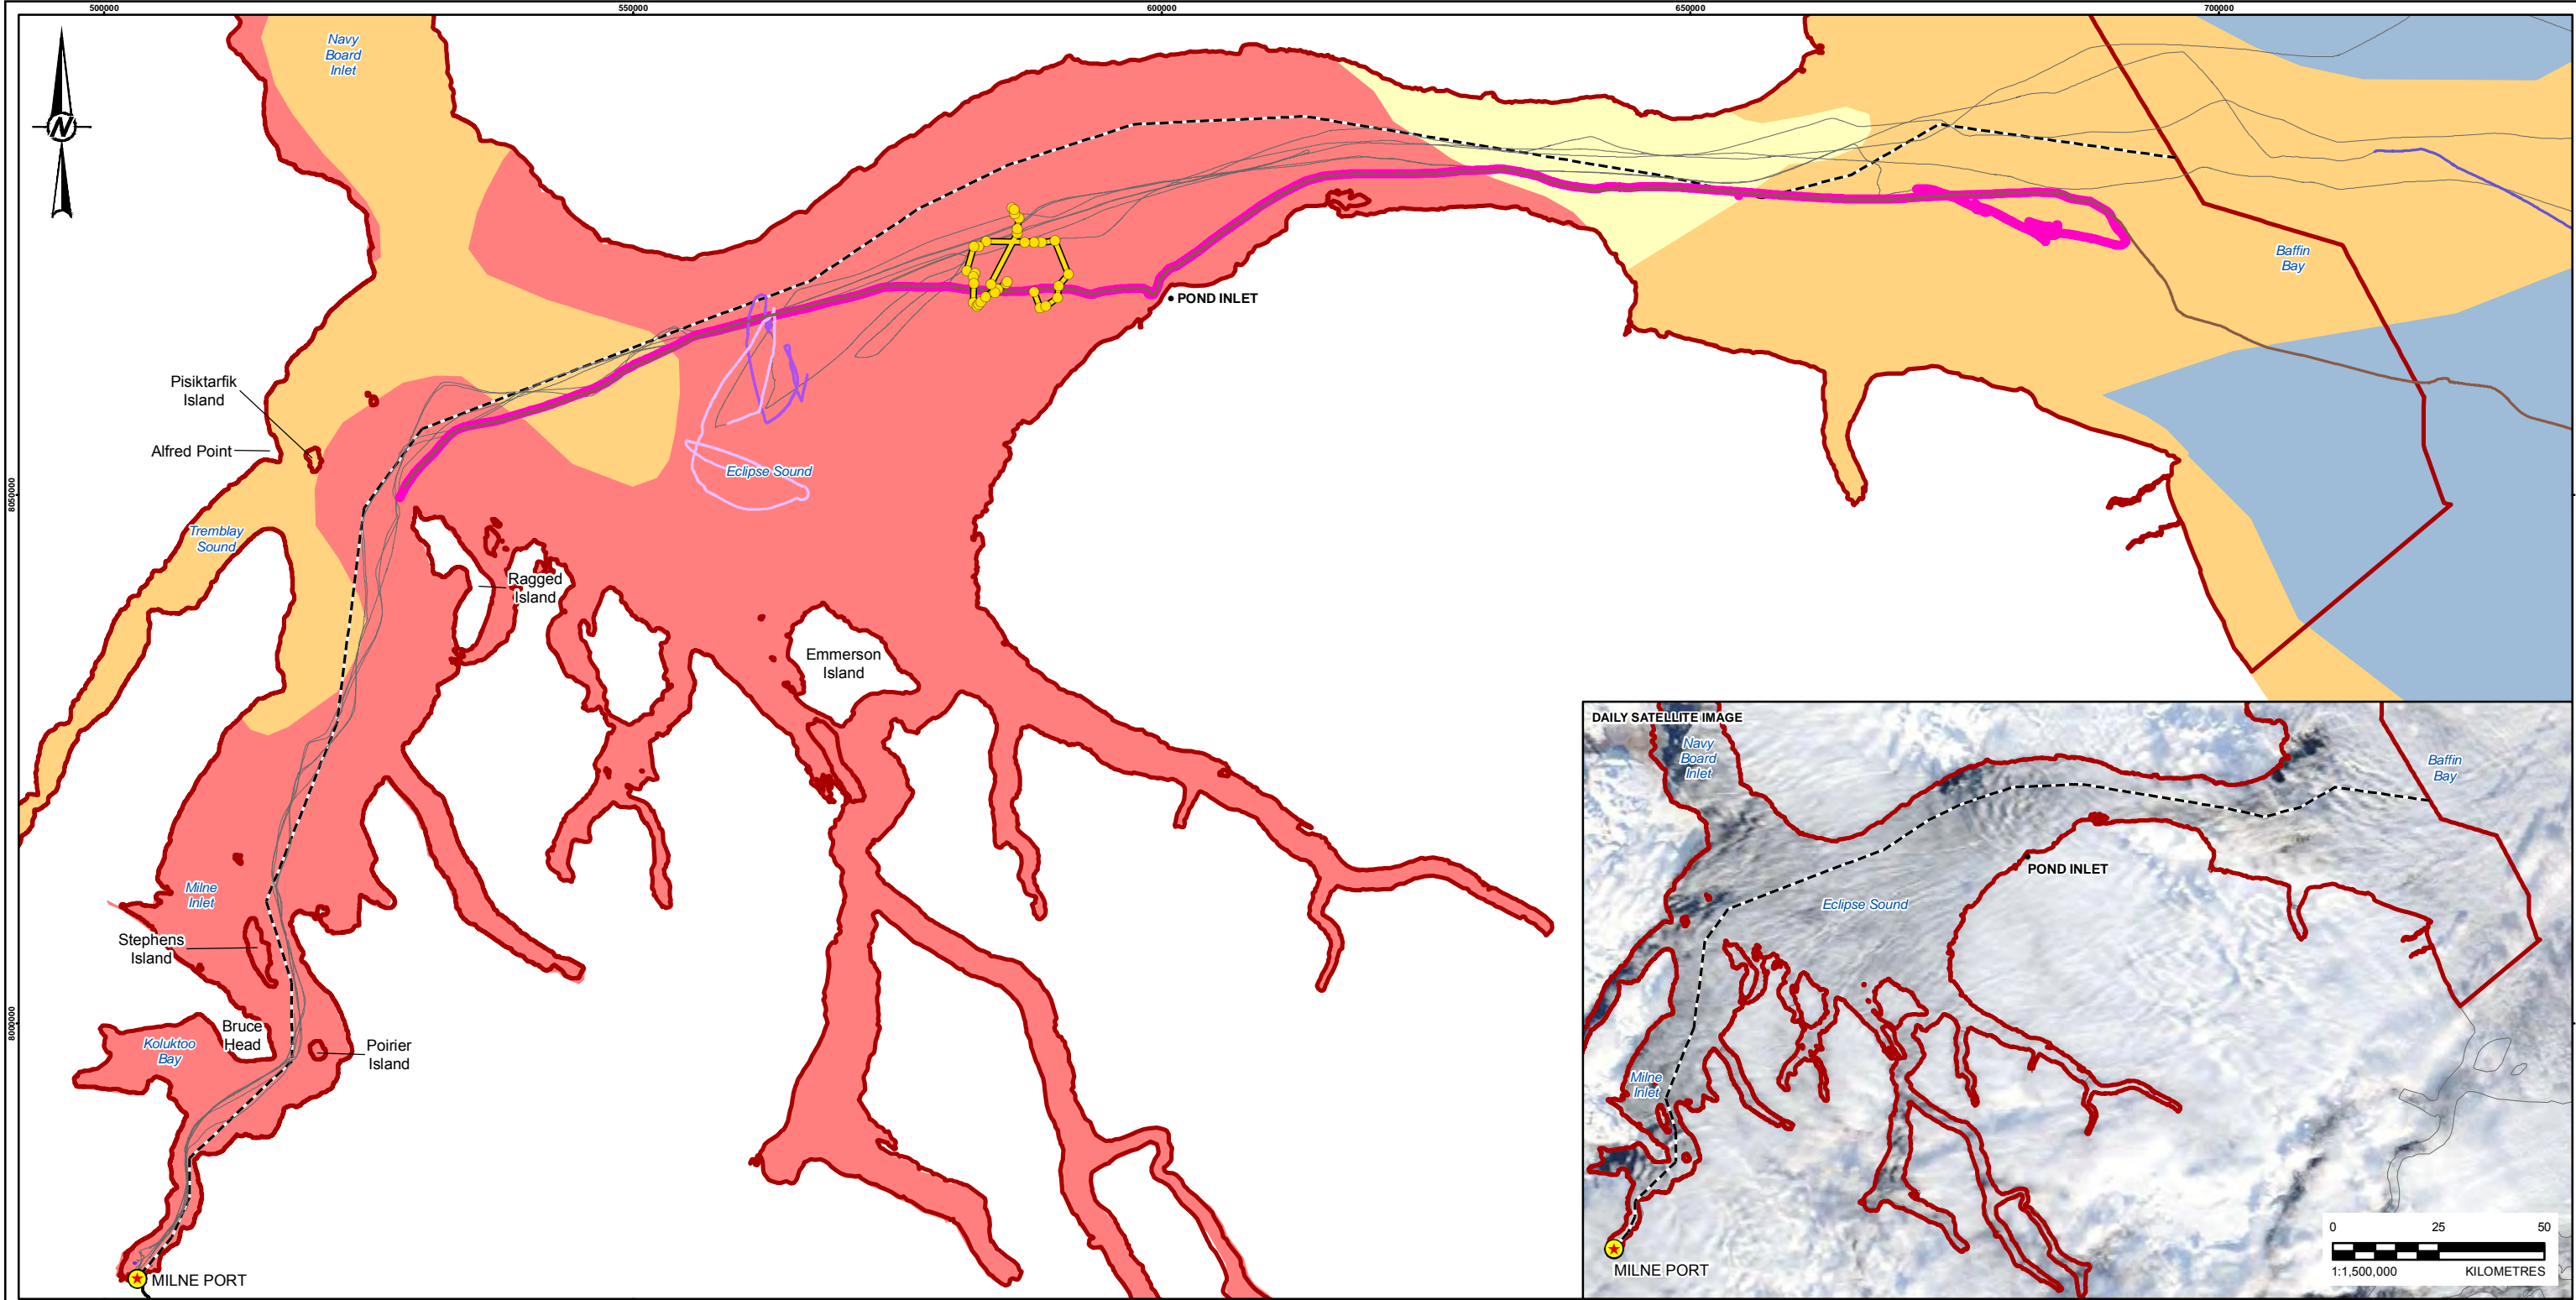 500000
550000
600000
650000
700000
Navy
Board
Inlet
N
Baffin
Bay
POND INLET
Pisiktarfik
Island
Alfred Point
Eclipse Sound
8050000
Tremblay
Sound
Ragged
Island
Emmerson
Island
Milne
Inlet
Stephens
Island
Bruce
Head
Koluktoo
Bay
Poirier
Island
8000000
MILNE PORT
DAILY SATELLITE IMAGE
Navy
Board
Inlet
Baffin
Bay
POND INLET
Eclipse Sound
Milne
Inlet
MILNE PORT
0 25 50
1:1,500,000 KILOMETRES